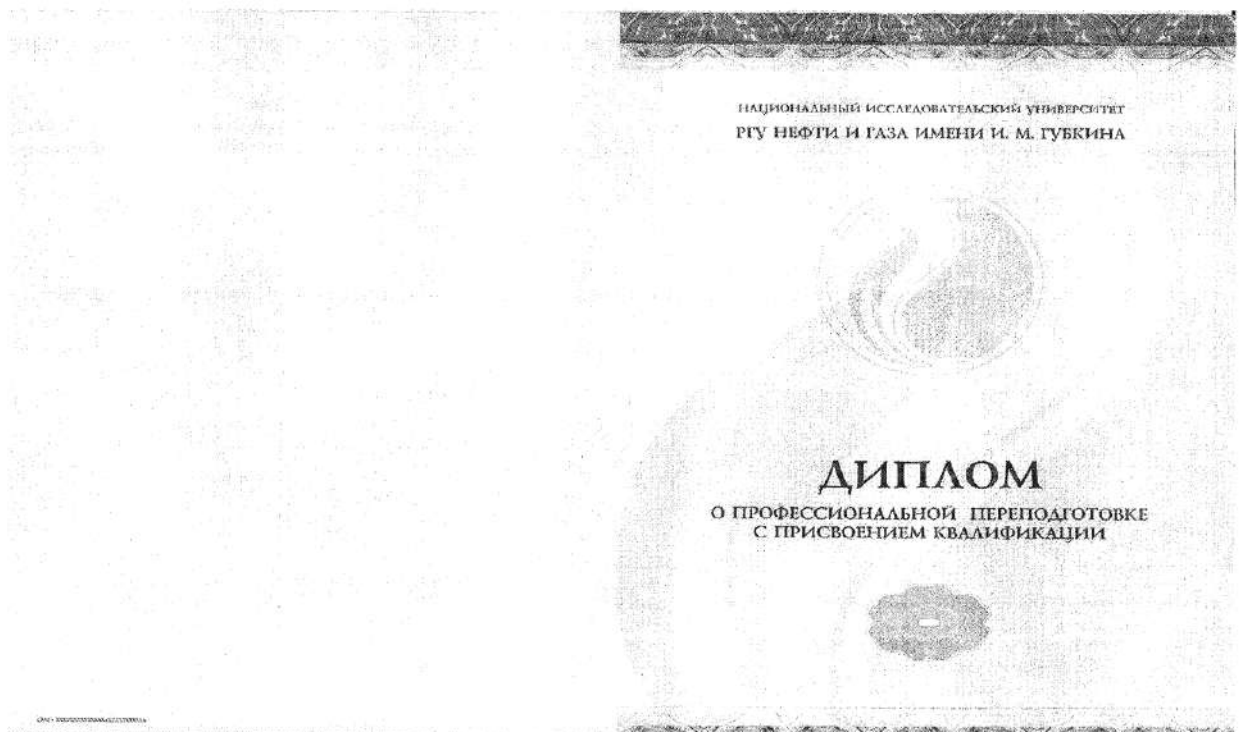 НАЦИОНАЛЬНЫЙ ИССЛЕДОВАТЕЛЬСКИЙ УНИВЕРСИТЕТ
РГУ НЕФТИ И ГАЗА ИМЕНИ И. М. ГУБКИНА
ДИПЛОМ
О ПРОФЕССИОНАЛЬНОЙ ПЕРЕПОДГОТОВКЕ
С ПРИСВОЕНИЕМ КВАЛИФИКАЦИИ